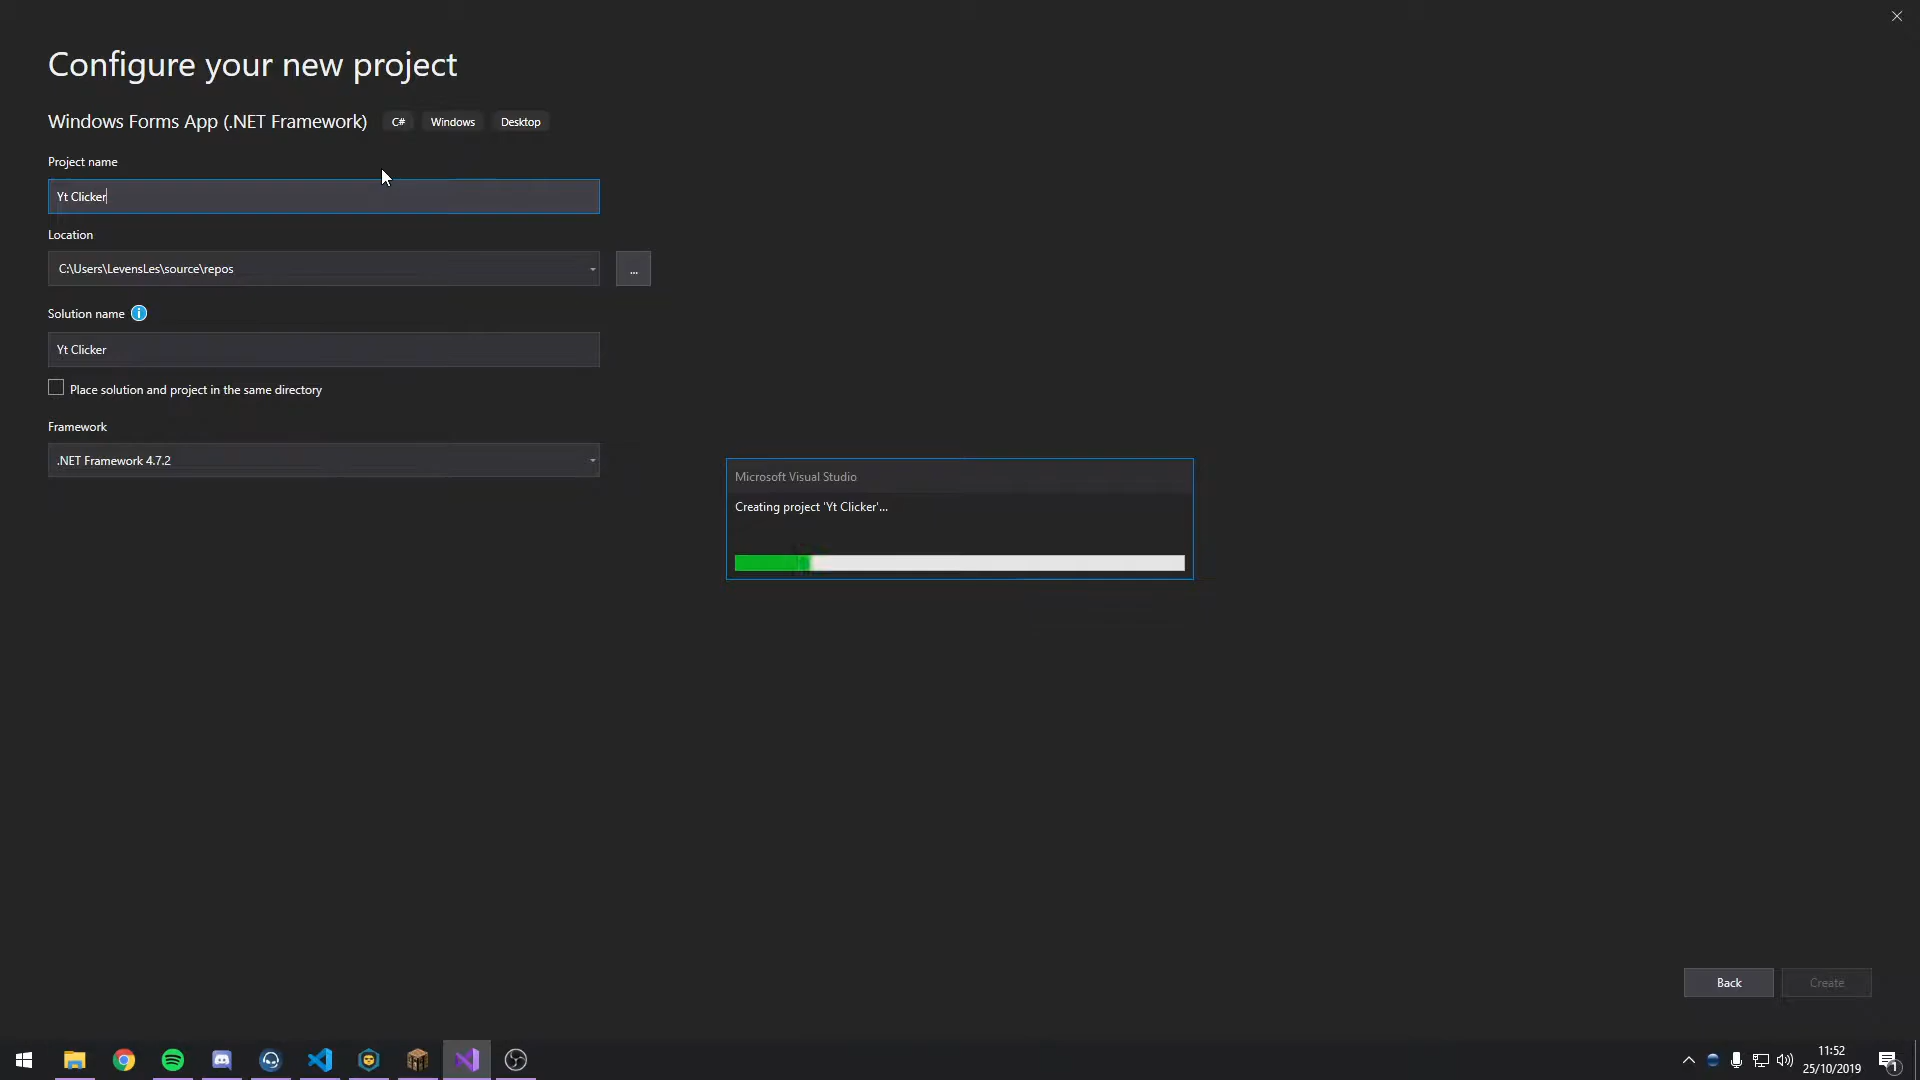 Configure your new project
Windows Forms App (.NET Framework) C# Windows Desktop
Project name
Yt Clicker
Location
C:\Users\LevensLes\source\repos
...
Solution name
Yt Clicker
Place solution and project in the same directory
Framework
.NET Framework 4.7.2
Microsoft Visual Studio
Creating project 'Yt Clicker'...
Back Create
11:52
25/10/2019
1